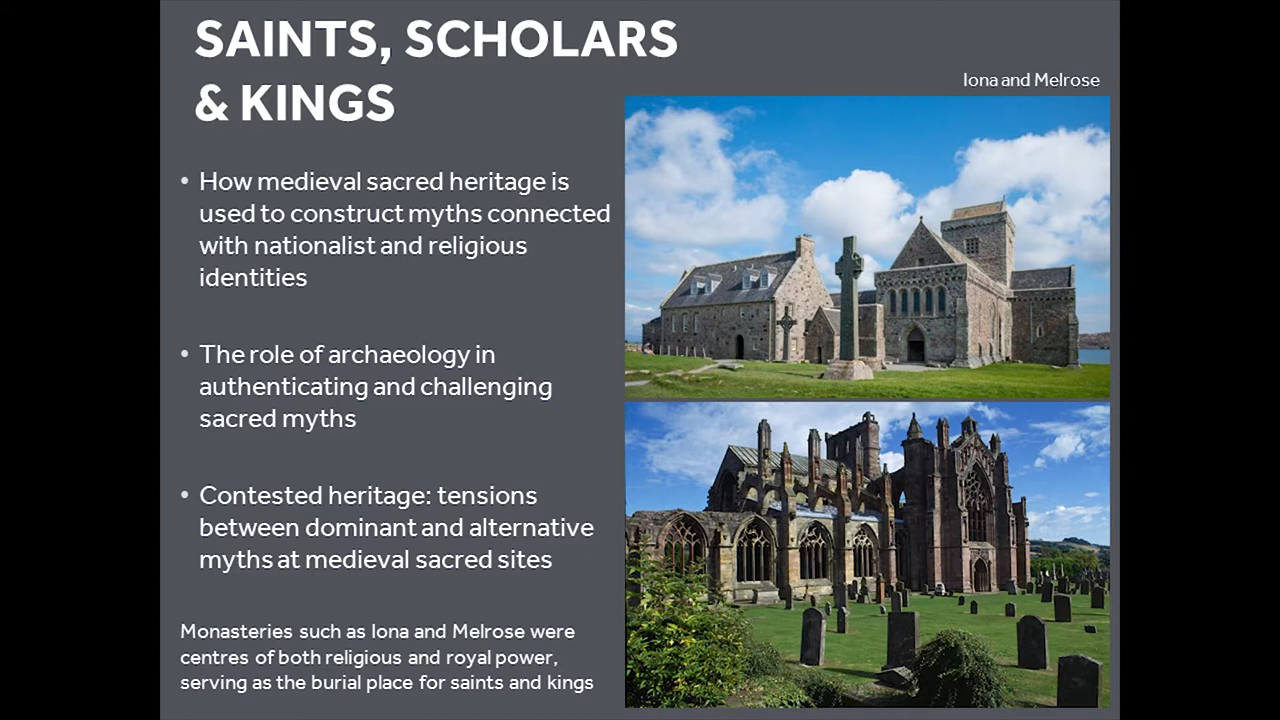 SAINTS, SCHOLARS
& KINGS
Iona and Melrose
• How medieval sacred heritage is
used to construct myths connected
with nationalist and religious
identities
• The role of archaeology in
authenticating and challenging
sacred myths
• Contested heritage: tensions
between dominant and alternative
myths at medieval sacred sites
Monasteries such as Iona and Melrose were
centres of both religious and royal power,
serving as the burial place for saints and kings